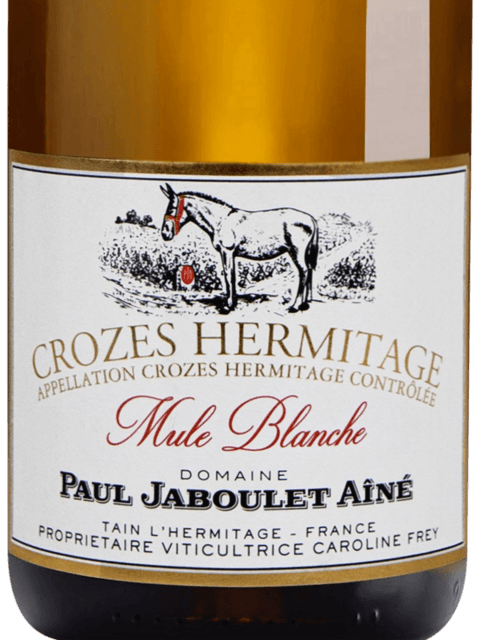 CROZES HERMITAGE
APPELLATION CROZES HERMITAGE CONTRÔLÉE
Mule Blanche
DOMAINE
PAUL JABOULET AÎNÉ
TAIN L'HERMITAGE - FRANCE
PROPRIETAIRE VITICULTRICE CAROLINE FREY